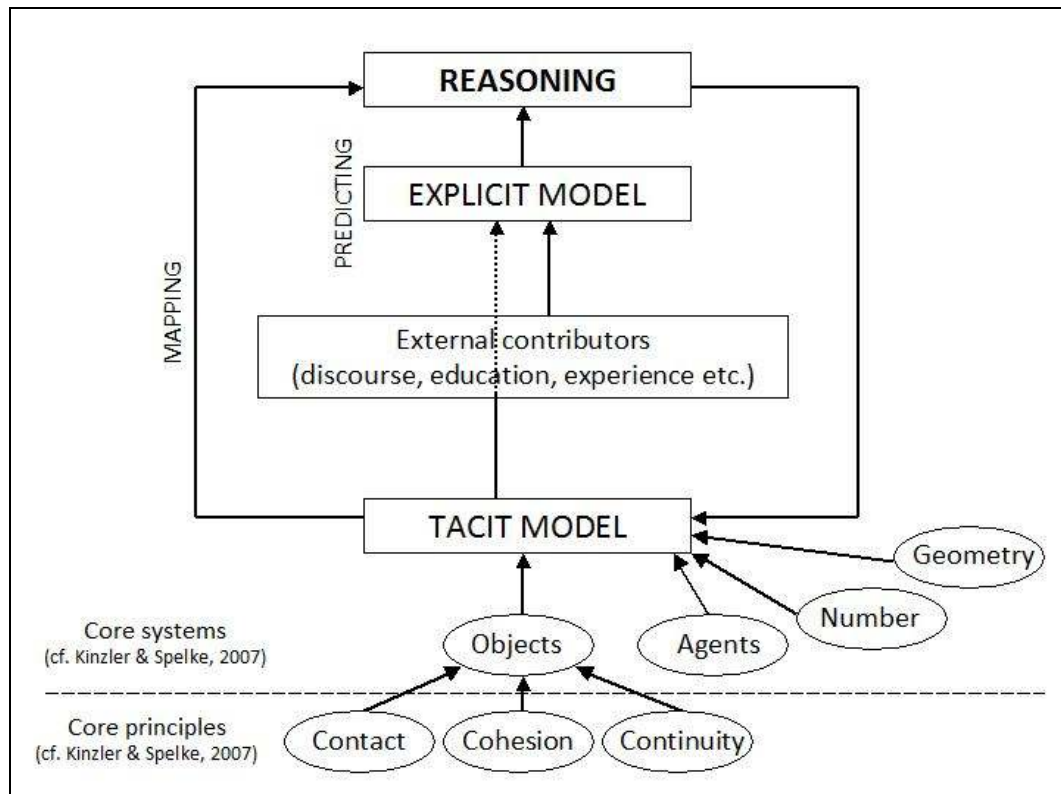 REASONING
PREDICTING
EXPLICIT MODEL
MAPPING
External contributors
(discourse, education, experience etc.)
TACIT MODEL
Geometry
Number
Core systems
(cf. Kinzler & Spelke, 2007)
Objects
Agents
Core principles
(cf. Kinzler & Spelke, 2007)
Contact
Cohesion
Continuity